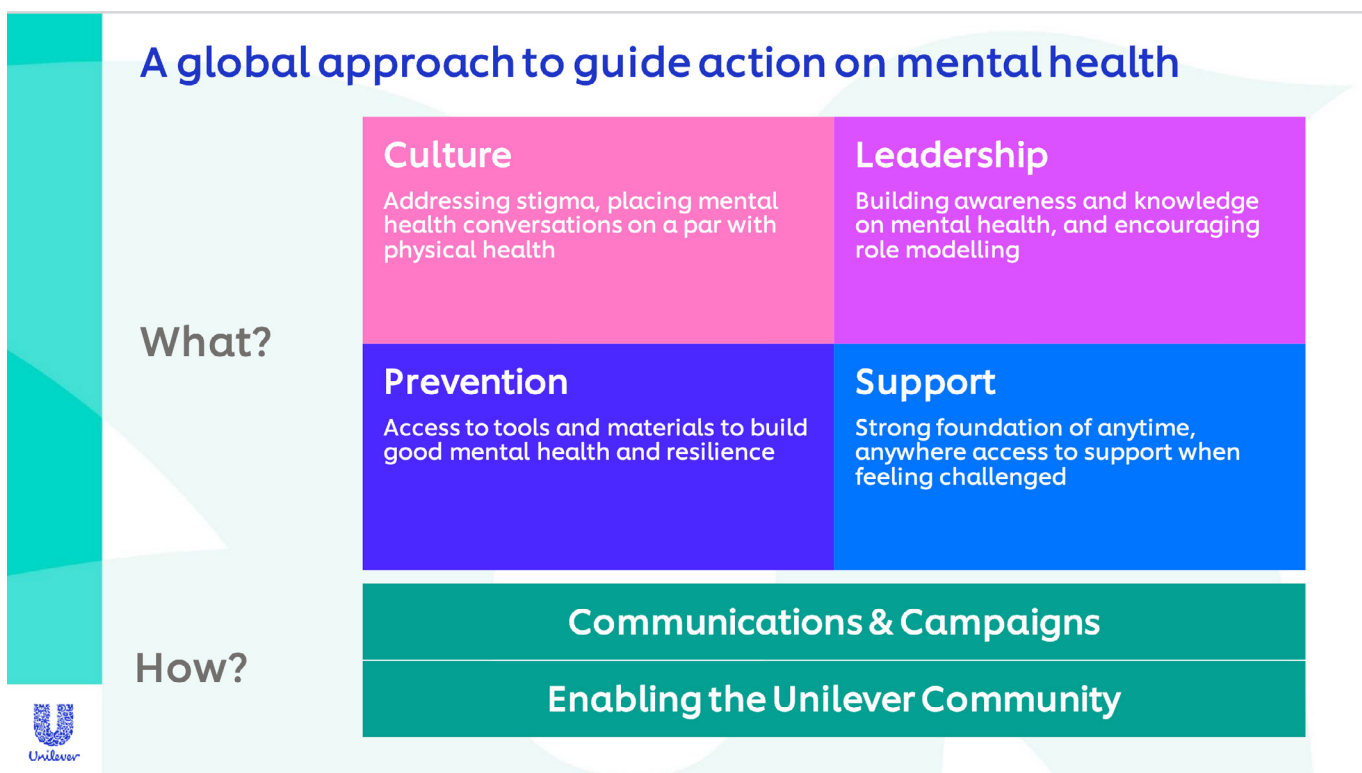 A global approach to guide action on mental health
Culture
Addressing stigma, placing mental
health conversations on a par with
physical health
Leadership
Building awareness and knowledge
on mental health, and encouraging
role modelling
What?
Prevention
Access to tools and materials to build
good mental health and resilience
Support
Strong foundation of anytime,
anywhere access to support when
feeling challenged
How?
Communications & Campaigns
Enabling the Unilever Community
Unilever